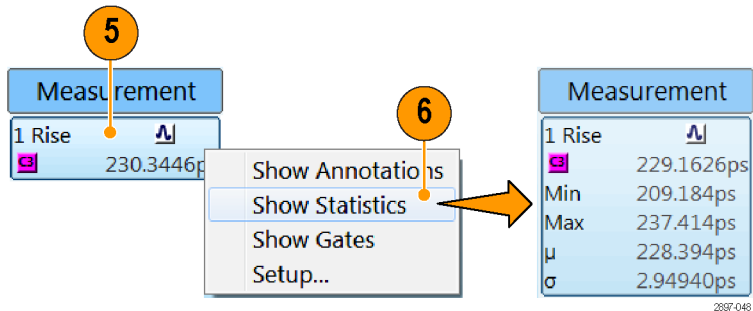 5
Measurement
1 Rise
C3 230.3446p
Show Annotations
Show Statistics
Show Gates
Setup...
6
Measurement
1 Rise
C3 229.1626ps
Min 209.184ps
Max 237.414ps
μ 228.394ps
σ 2.94940ps
2897-048